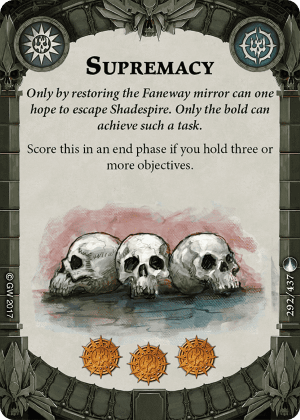 Supremacy
Only by restoring the Faneway mirror can one
hope to escape Shadespire. Only the bold can
achieve such a task.
Score this in an end phase if you hold three or
more objectives.
© GW 2017
292/437